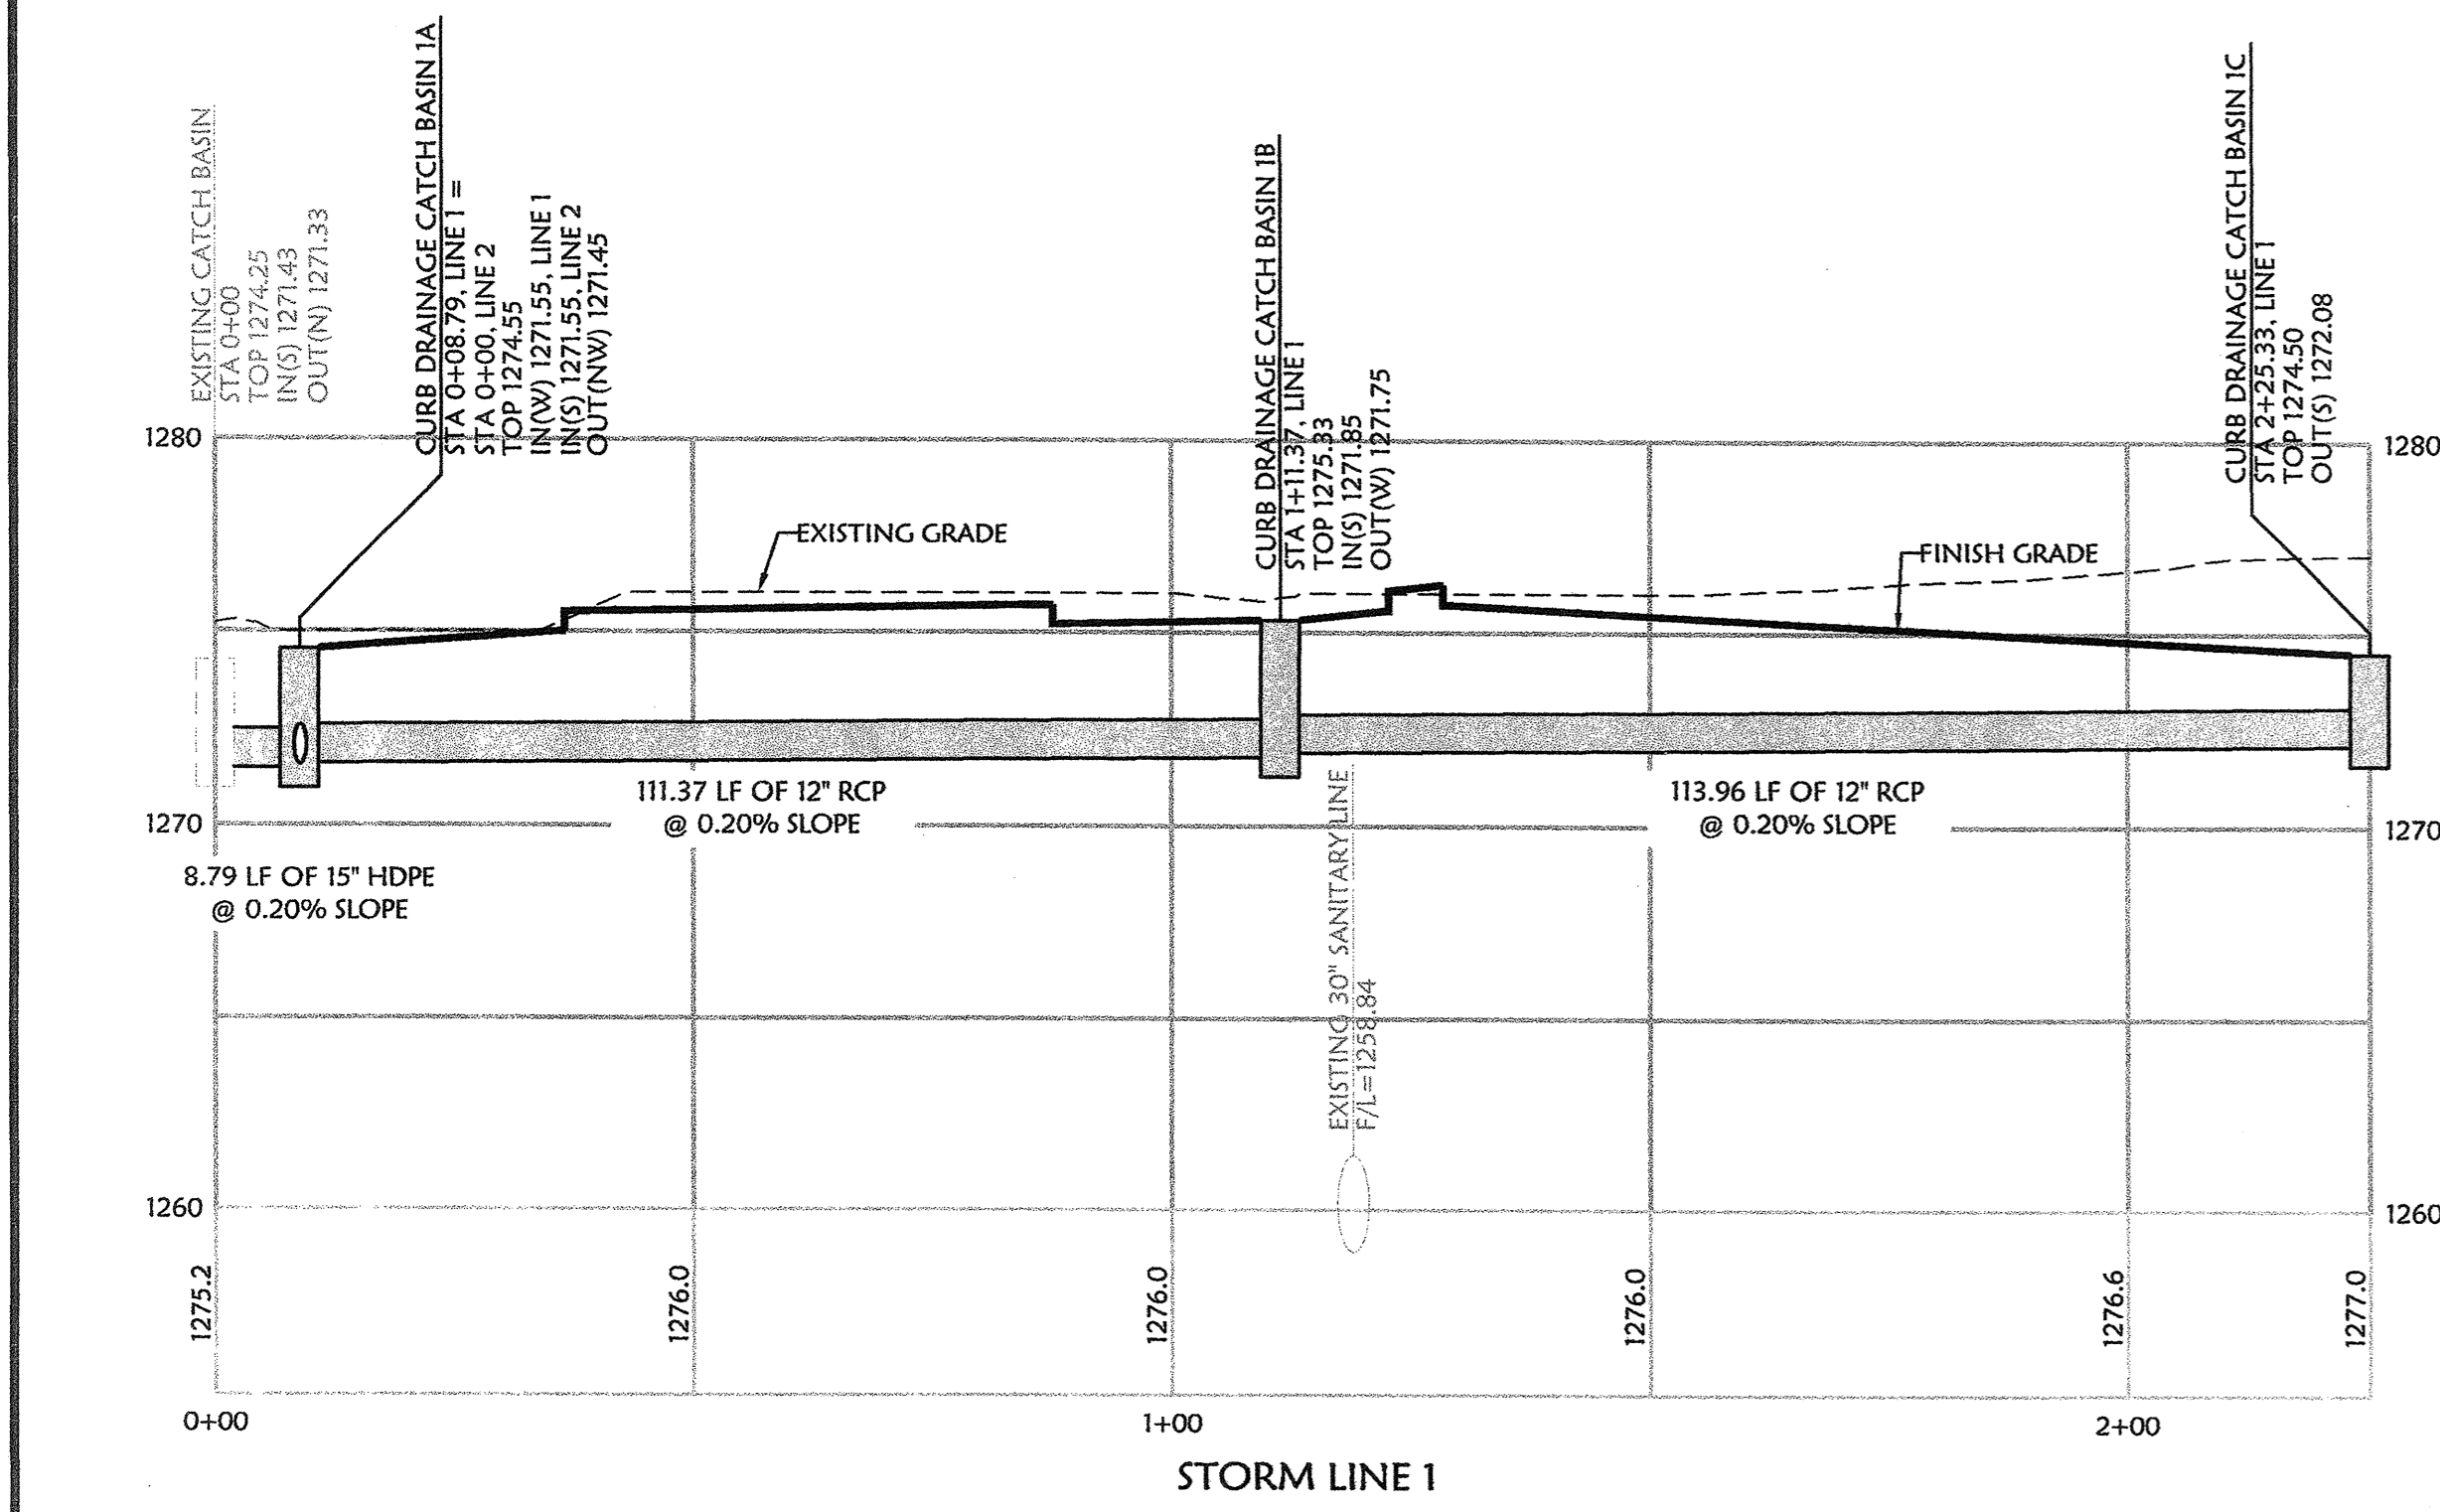 EXISTING CATCH BASIN
STA 0+00
TOP 1274.25
IN(S) 1271.43
OUT(N) 1271.33
CURB DRAINAGE CATCH BASIN 1A
STA 0+08.79, LINE 1 =
STA 0+00, LINE 2
TOP 1274.55
IN(W) 1271.55, LINE 1
IN(S) 1271.55, LINE 2
OUT(NW) 1271.45
CURB DRAINAGE CATCH BASIN 1B
STA 1+11.37, LINE 1
TOP 1275.33
IN(S) 1271.85
OUT(W) 1271.75
CURB DRAINAGE CATCH BASIN 1C
STA 2+25.33, LINE 1
TOP 1274.50
OUT(S) 1272.08
1280
1280
EXISTING GRADE
FINISH GRADE
111.37 LF OF 12" RCP
@ 0.20% SLOPE
113.96 LF OF 12" RCP
@ 0.20% SLOPE
1270
1270
8.79 LF OF 15" HDPE
@ 0.20% SLOPE
EXISTING 30" SANITARY LINE
F/L=1258.84
1260
1260
1275.2
1276.0
1276.0
1276.0
1276.6
1277.0
0+00
1+00
2+00
STORM LINE 1